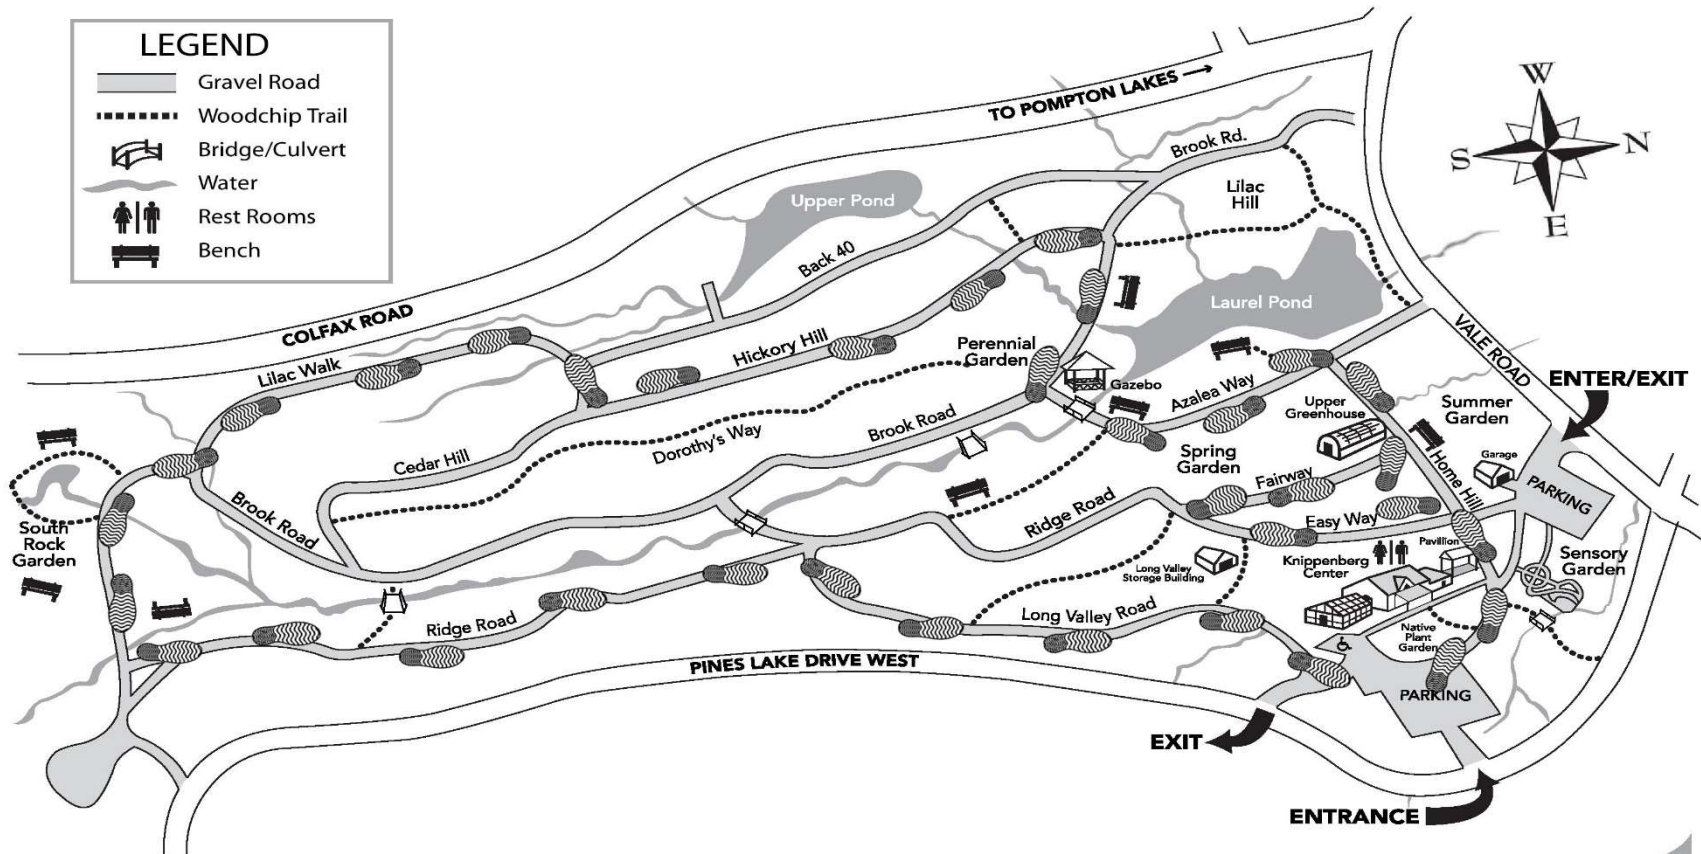 LEGEND
Gravel Road
Woodchip Trail
Bridge/Culvert
Water
Rest Rooms
Bench
TO POMPTON LAKES →
COLFAX ROAD
Brook Rd.
Lilac
Hill
Upper Pond
Back 40
Laurel Pond
Hickory Hill
Lilac Walk
Perennial
Garden
Gazebo
Azalea Way
VALE ROAD
ENTER/EXIT
Summer
Garden
Upper
Greenhouse
Garage
PARKING
Home Hill
Spring
Garden
Fairway
Brook Road
Dorothy's Way
Cedar Hill
Brook Road
Ridge Road
Easy Way
Knippenberg
Center
Pavillion
Sensory
Garden
South
Rock
Garden
Long Valley
Storage Building
Long Valley Road
Native
Plant
Garden
Ridge Road
PINES LAKE DRIVE WEST
PARKING
EXIT
ENTRANCE
W
S
N
E